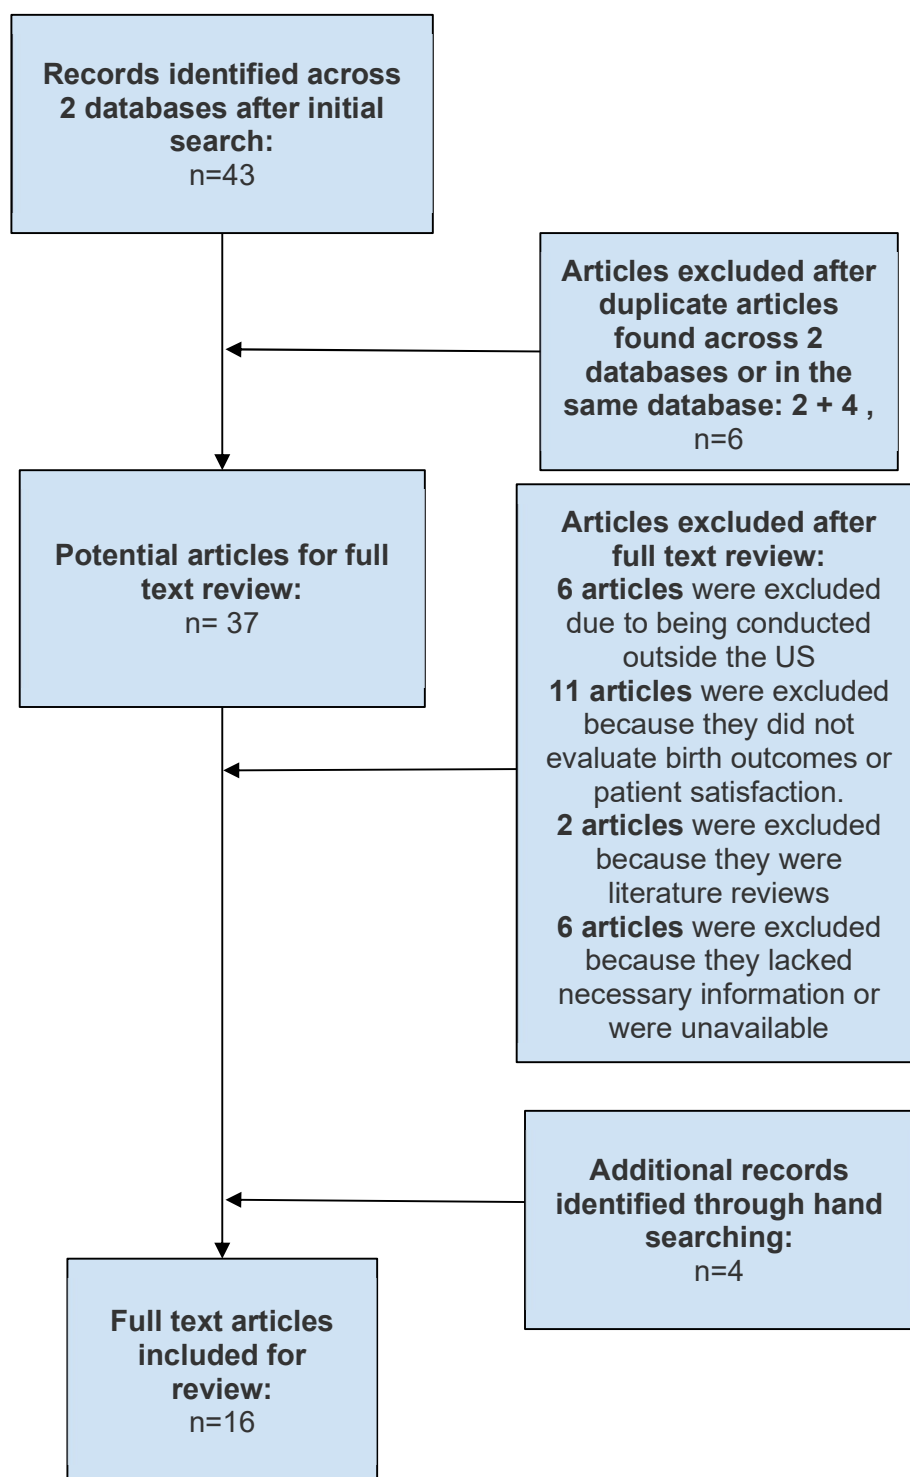 Records identified across
2 databases after initial
search:
n=43
Articles excluded after
duplicate articles
found across 2
databases or in the
same database: 2 + 4 ,
n=6
Potential articles for full
text review:
n= 37
Articles excluded after
full text review:
6 articles were excluded
due to being conducted
outside the US
11 articles were excluded
because they did not
evaluate birth outcomes or
patient satisfaction.
2 articles were excluded
because they were
literature reviews
6 articles were excluded
because they lacked
necessary information or
were unavailable
Additional records
identified through hand
searching:
n=4
Full text articles
included for
review:
n=16